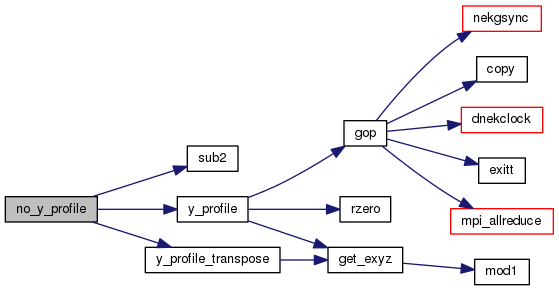 nekgsync
copy
dnekclock
gop
exitt
sub2
no_y_profile
y_profile
rzero
mpi_allreduce
y_profile_transpose
get_exyz
mod1